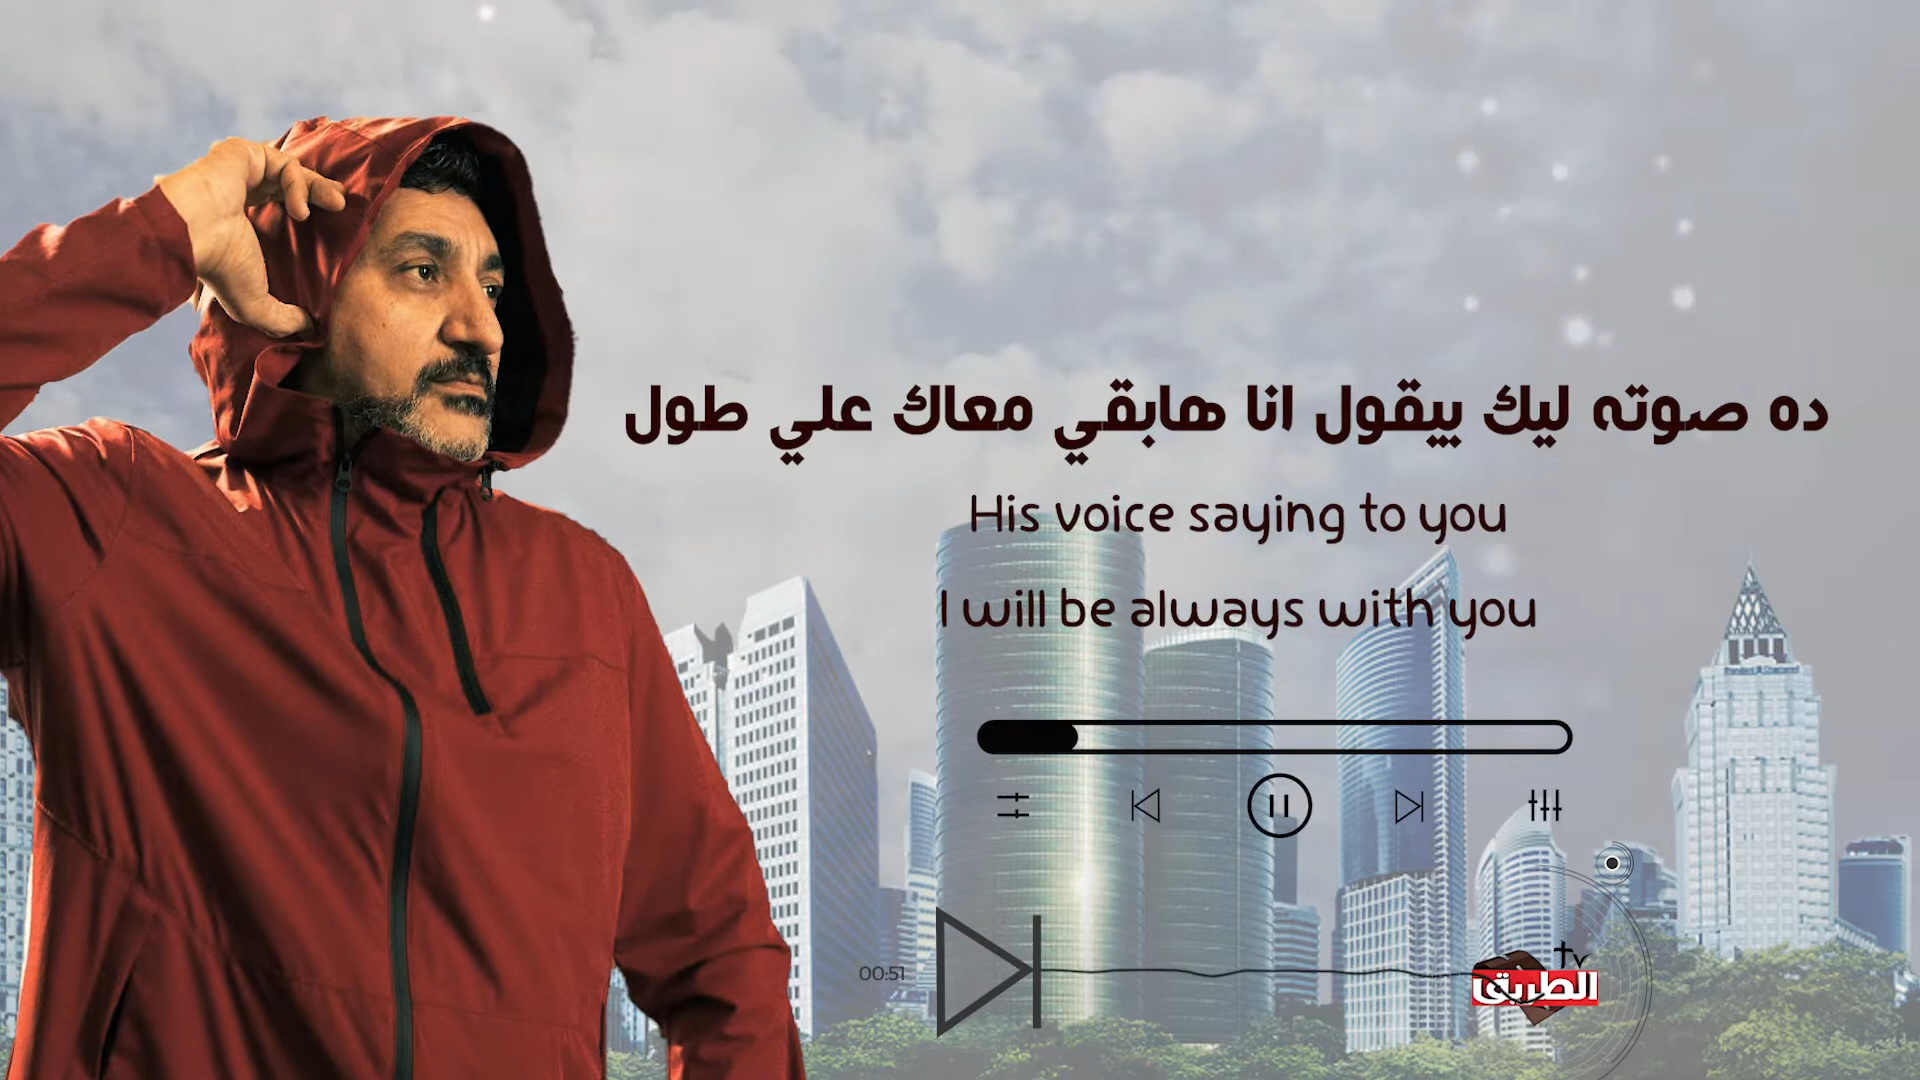 ده صوته ليك بيقول انا هابقي معاك علي طول
His voice saying to you
I will be always with you
00:51
tv
الطريق